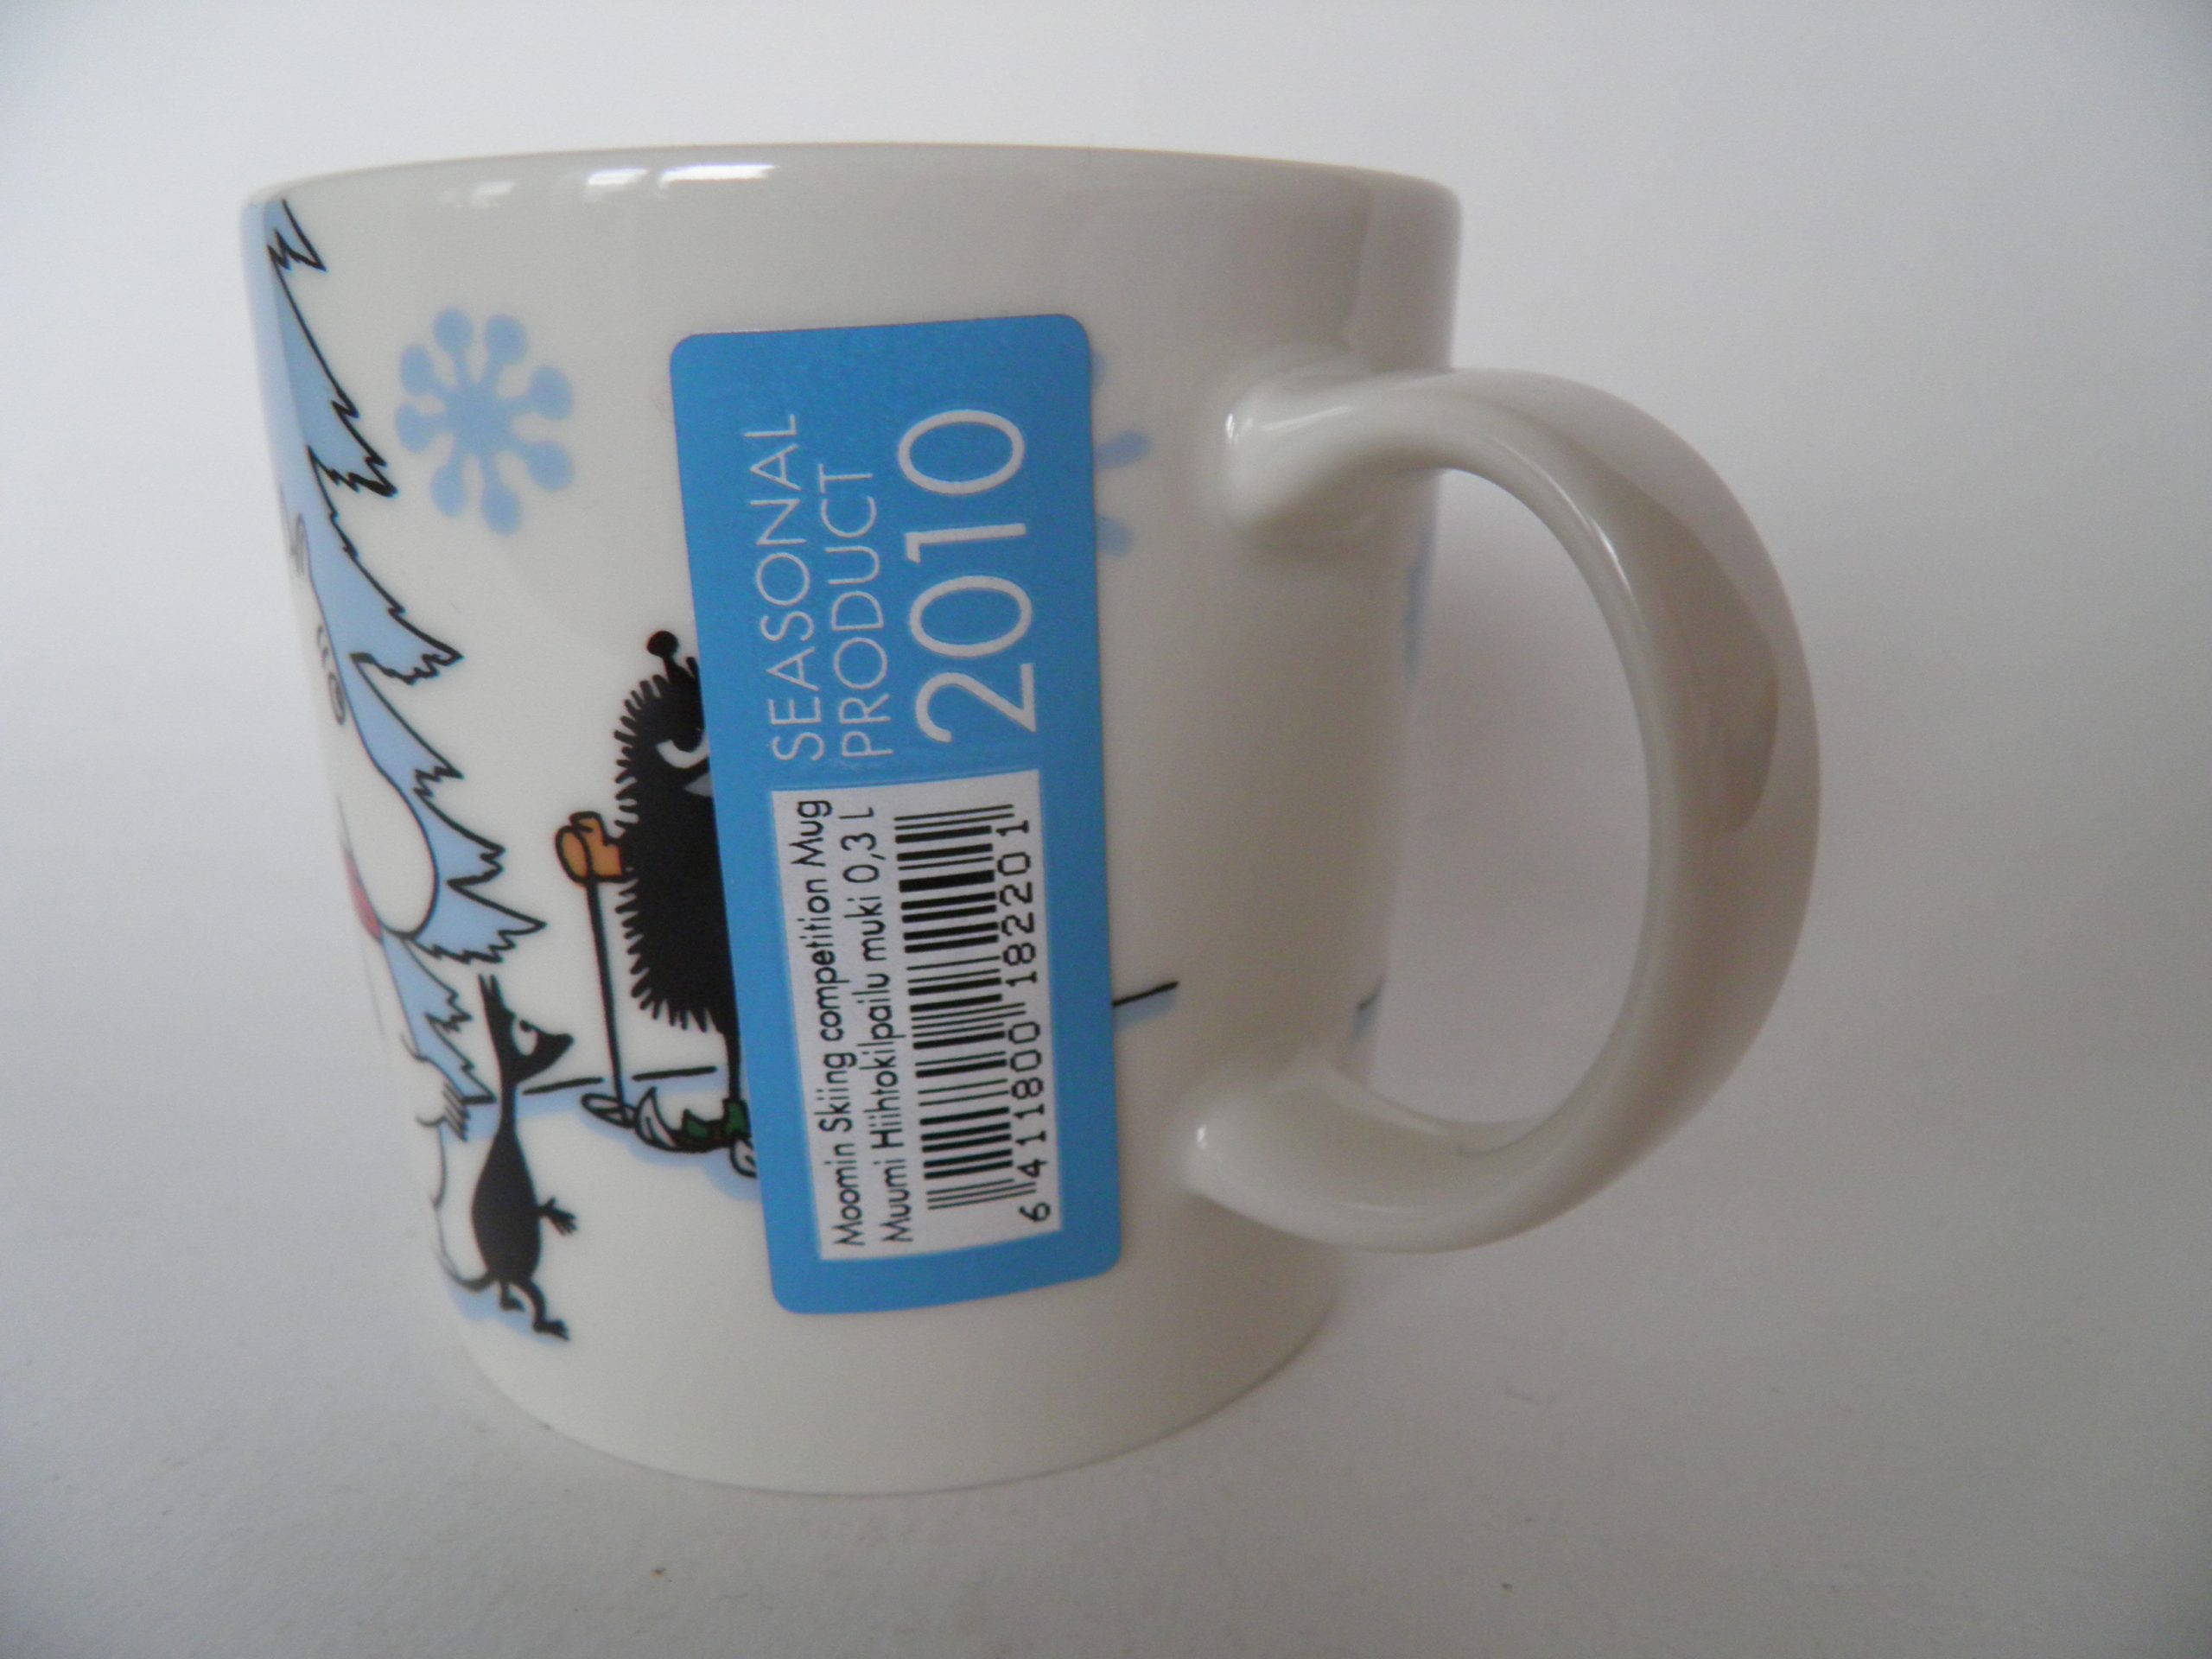 SEASONAL
PRODUCT
2010
Moomin Skiing competition Mug
Muumi Hiihtokilpailu muki 0,3 L
6 411800 182201